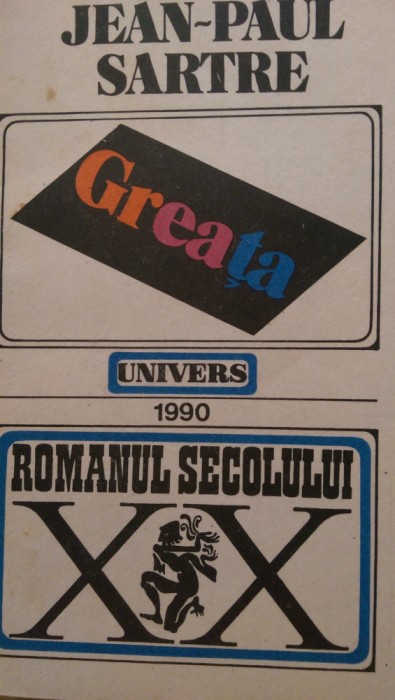 JEAN-PAUL
SARTRE
Greața
UNIVERS
1990
ROMANUL SECOLULUI
XX